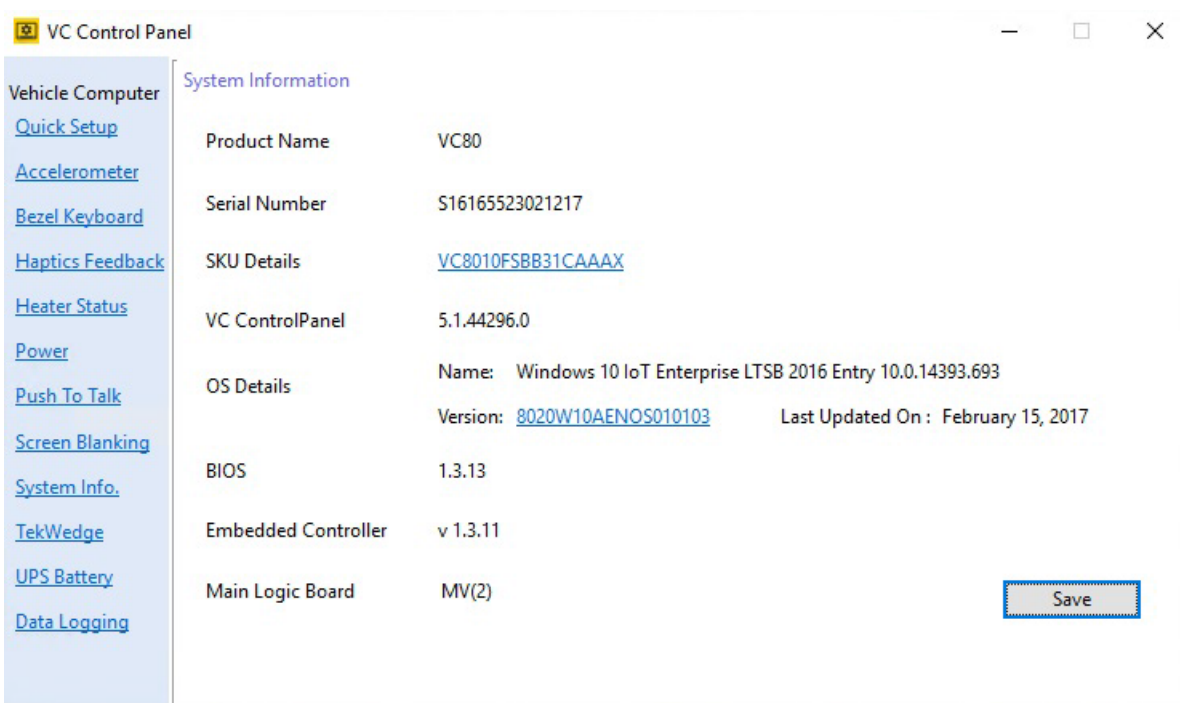 VC Control Panel
Vehicle Computer
Quick Setup
Accelerometer
Bezel Keyboard
Haptics Feedback
Heater Status
Power
Push To Talk
Screen Blanking
System Info.
TekWedge
UPS Battery
Data Logging
System Information
Product Name VC80
Serial Number S16165523021217
SKU Details VC8010FSBB31CAAAX
VC ControlPanel 5.1.44296.0
OS Details
Name: Windows 10 IoT Enterprise LTSB 2016 Entry 10.0.14393.693
Version: 8020W10AENOS010103 Last Updated On : February 15, 2017
BIOS 1.3.13
Embedded Controller v 1.3.11
Main Logic Board MV(2)
Save